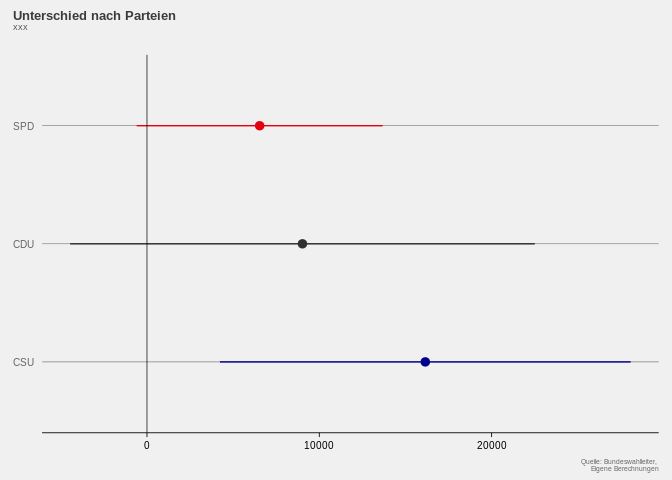 Unterschied nach Parteien
xxx
SPD
CDU
CSU
0
10000
20000
Quelle: Bundeswahlleiter,
Eigene Berechnungen